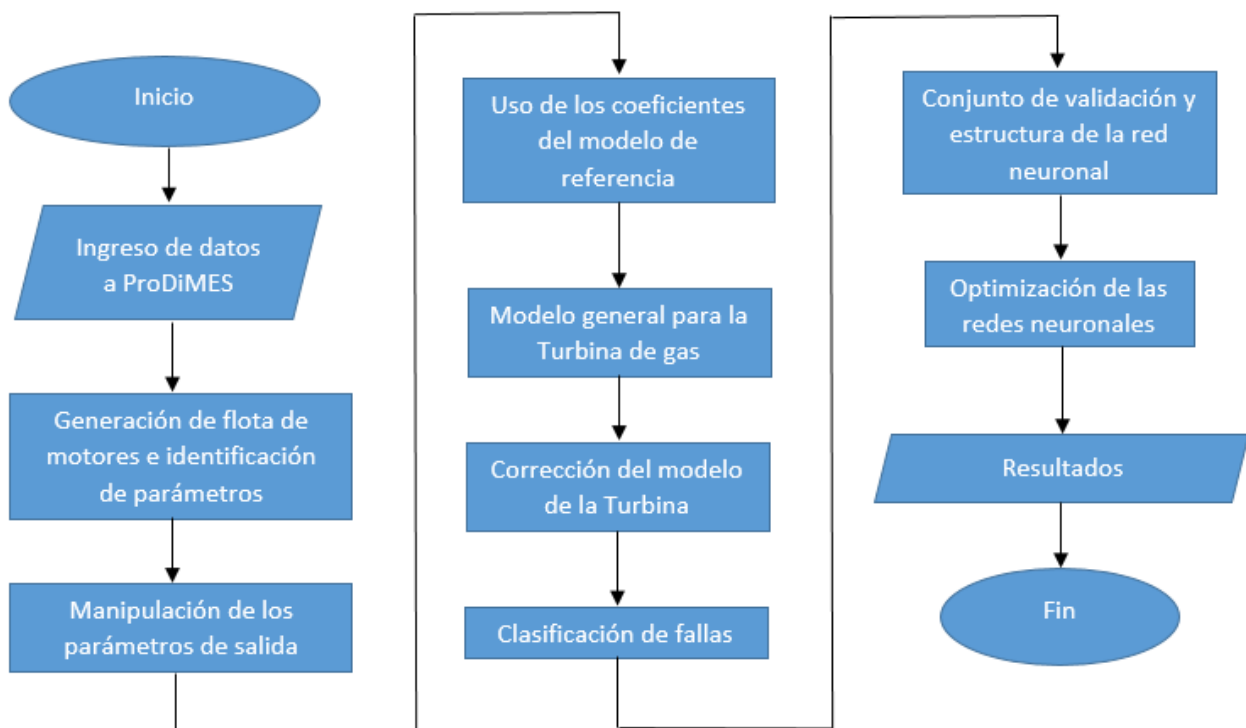 Inicio
Ingreso de datos
a ProDiMES
Generación de flota de
motores e identificación
de parámetros
Manipulación de los
parámetros de salida
Uso de los coeficientes
del modelo de
referencia
Modelo general para la
Turbina de gas
Corrección del modelo
de la Turbina
Clasificación de fallas
Conjunto de validación y
estructura de la red
neuronal
Optimización de las
redes neuronales
Resultados
Fin